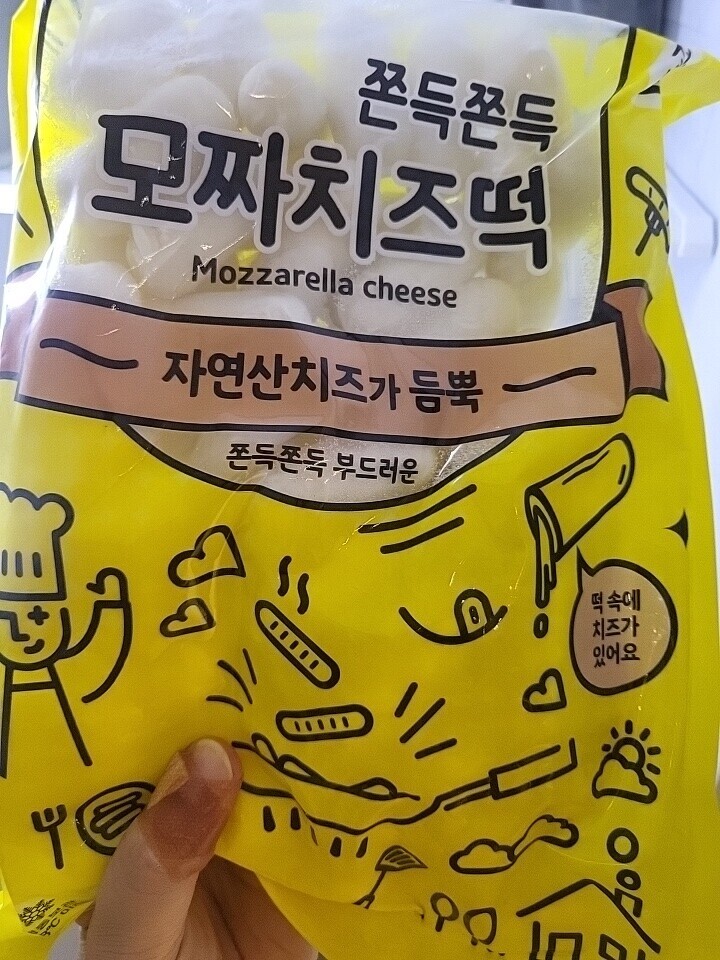 쫀득쫀득
모짜치즈떡
Mozzarella cheese
자연산치즈가 듬뿍
쫀득쫀득 부드러운
떡 속에
치즈가
있어요